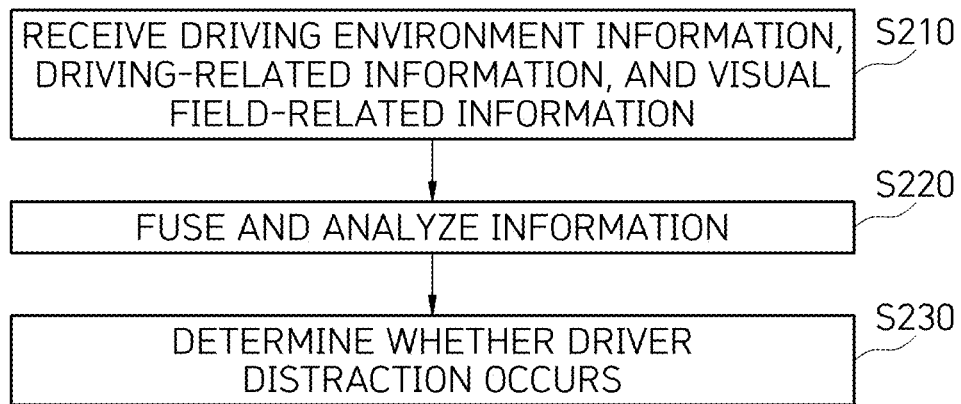 RECEIVE DRIVING ENVIRONMENT INFORMATION,
DRIVING-RELATED INFORMATION, AND VISUAL
FIELD-RELATED INFORMATION
S210
FUSE AND ANALYZE INFORMATION
S220
DETERMINE WHETHER DRIVER
DISTRACTION OCCURS
S230